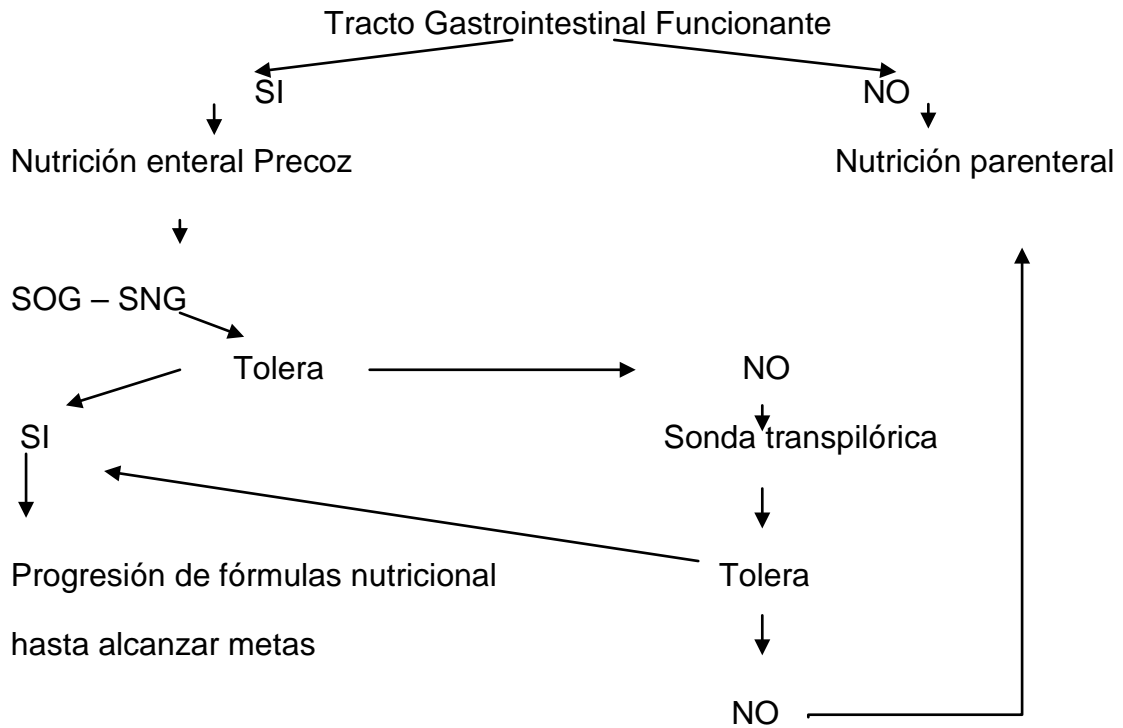 Tracto Gastrointestinal Funcionante
SI
NO
Nutrición enteral Precoz
Nutrición parenteral
SOG – SNG
Tolera
NO
SI
Sonda transpilórica
Progresión de fórmulas nutricional
Tolera
hasta alcanzar metas
NO